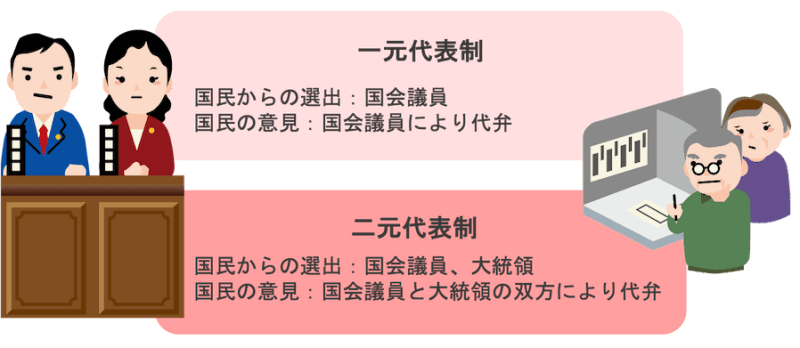 一元代表制
国民からの選出：国会議員
国民の意見：国会議員により代弁
二元代表制
国民からの選出：国会議員、大統領
国民の意見：国会議員と大統領の双方により代弁